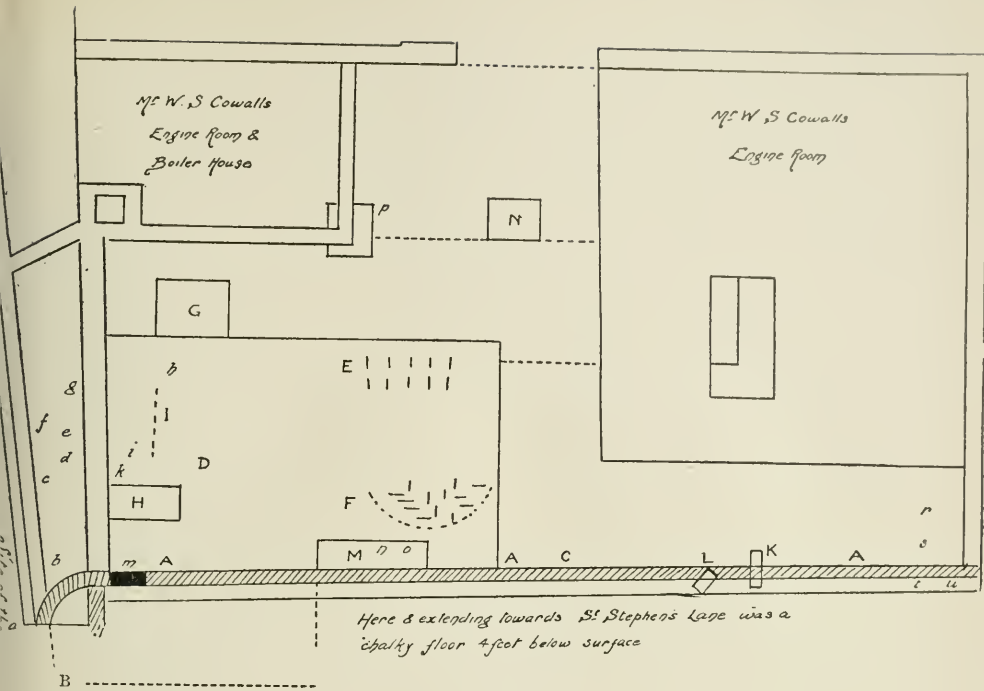 Mr W. S Cowalls
Engine Room &
Boiler House
Mr W S Cowalls
Engine Room
P
N
G
h
E
g
f
e
I
d
i
D
c
k
H
F
r
s
b
m
A
M
n
o
A
C
L
K
A
t
u
a
Here & extending towards St Stephen's Lane was a
chalky floor 4 feet below surface
B